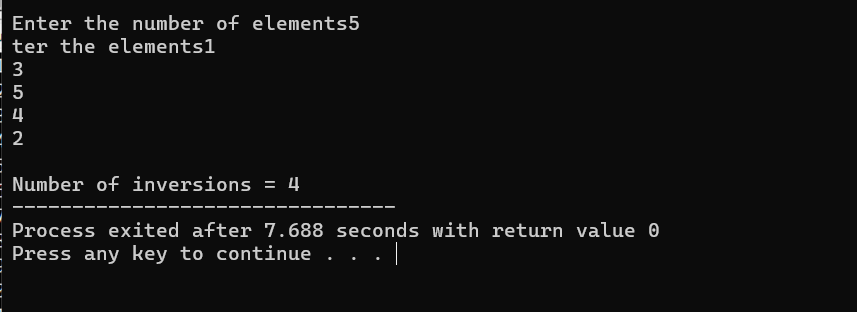 Enter the number of elements5
ter the elements1
3
5
4
2
Number of inversions = 4
--------------------------------
Process exited after 7.688 seconds with return value 0
Press any key to continue . . .